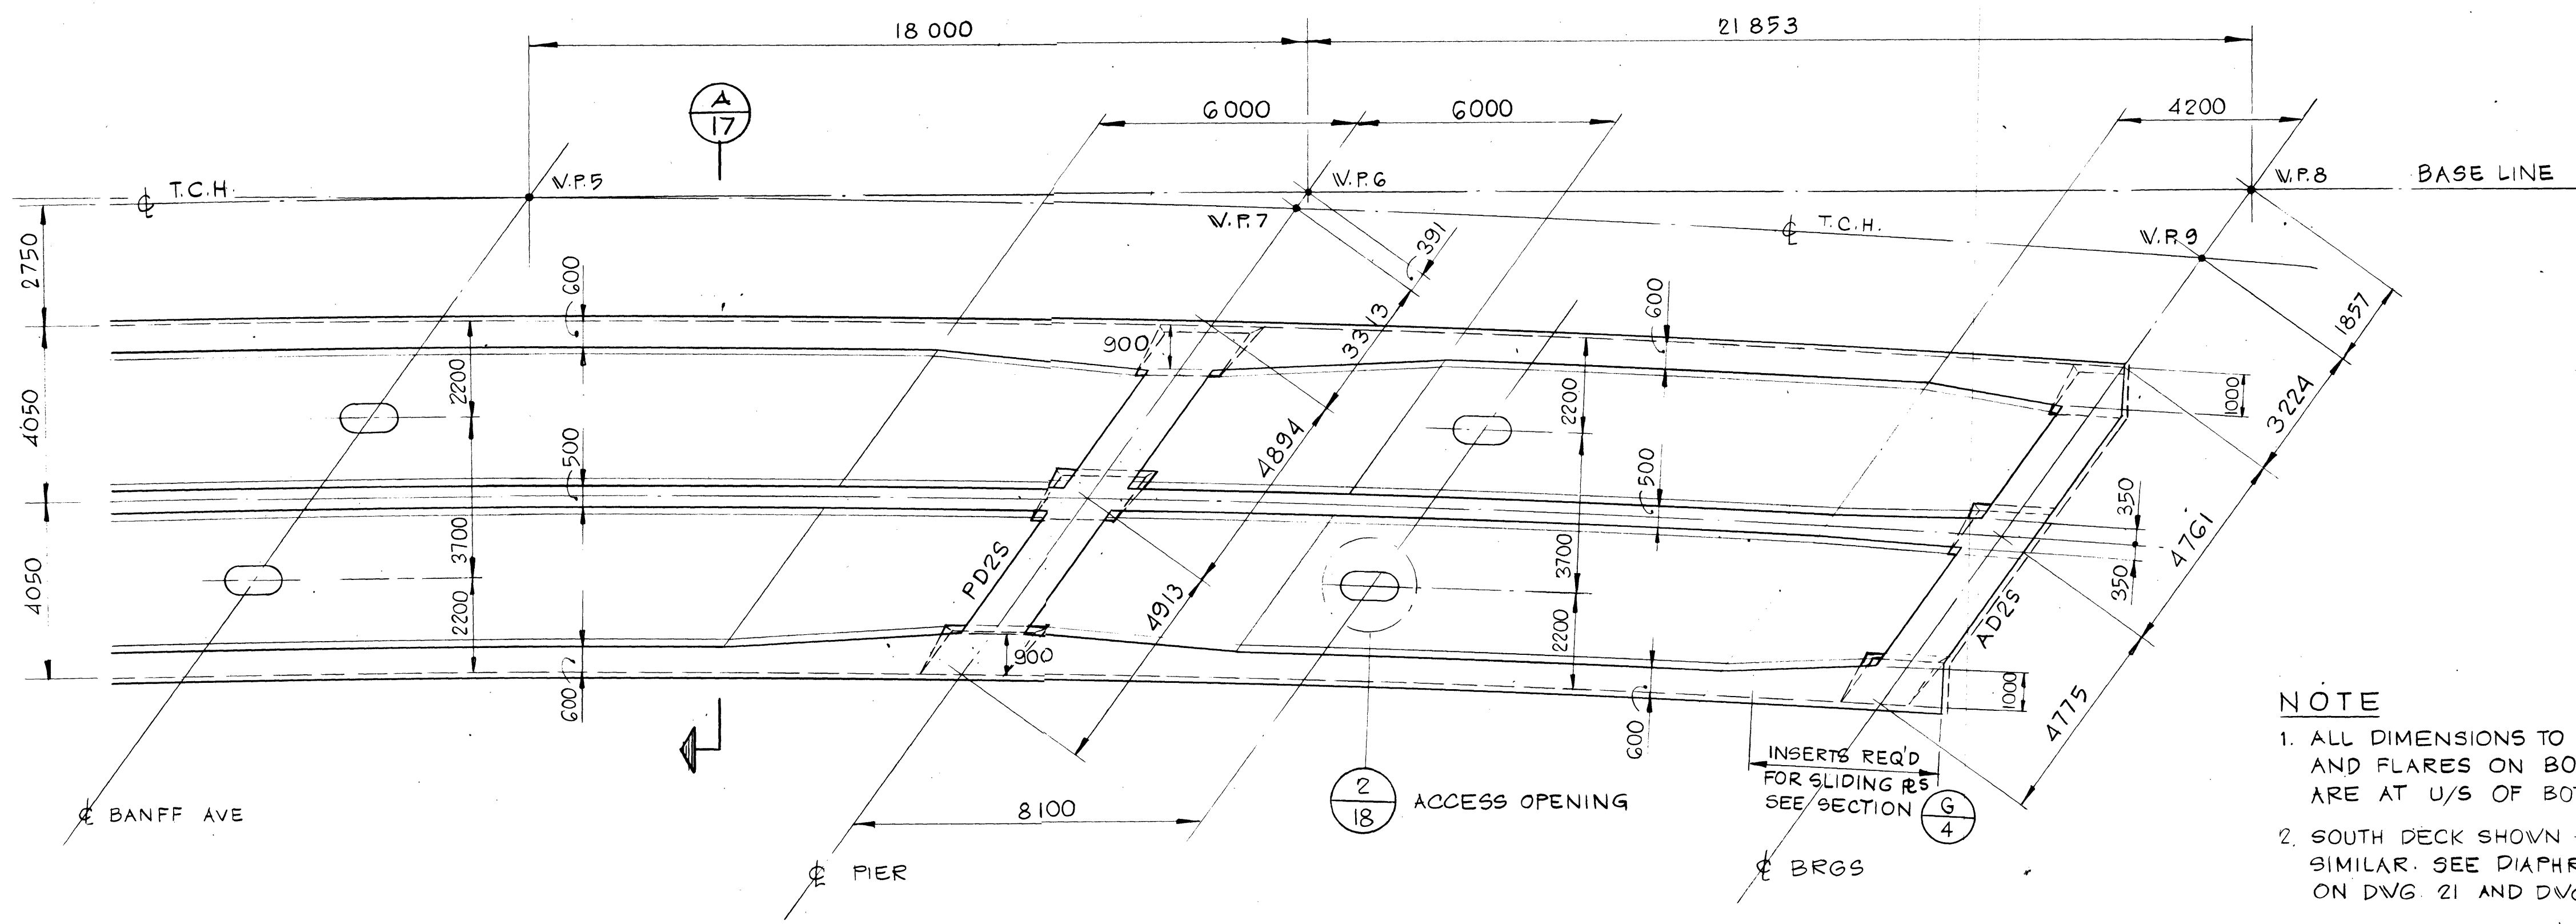 18 000
21 853
A
17
6000
6000
4200
℄ T.C.H.
W.P.5
W.P.6
W.P.8
BASE LINE
W.P.7
℄ T.C.H.
W.P.9
391
2750
600
600
3313
1857
900
2200
2200
1000
3224
4050
500
4894
500
350
4761
3700
3700
350
4050
PD2S
4913
AD2S
2200
2200
900
600
600
1000
4775
INSERTS REQ'D
FOR SLIDING ℞S
SEE SECTION
G
4
2
18
ACCESS OPENING
8100
℄ BANFF AVE
℄ PIER
℄ BRGS
NOTE
1. ALL DIMENSIONS TO
AND FLARES ON BO
ARE AT U/S OF BOT
2. SOUTH DECK SHOWN
SIMILAR. SEE DIAPHR
ON DWG. 21 AND DWG